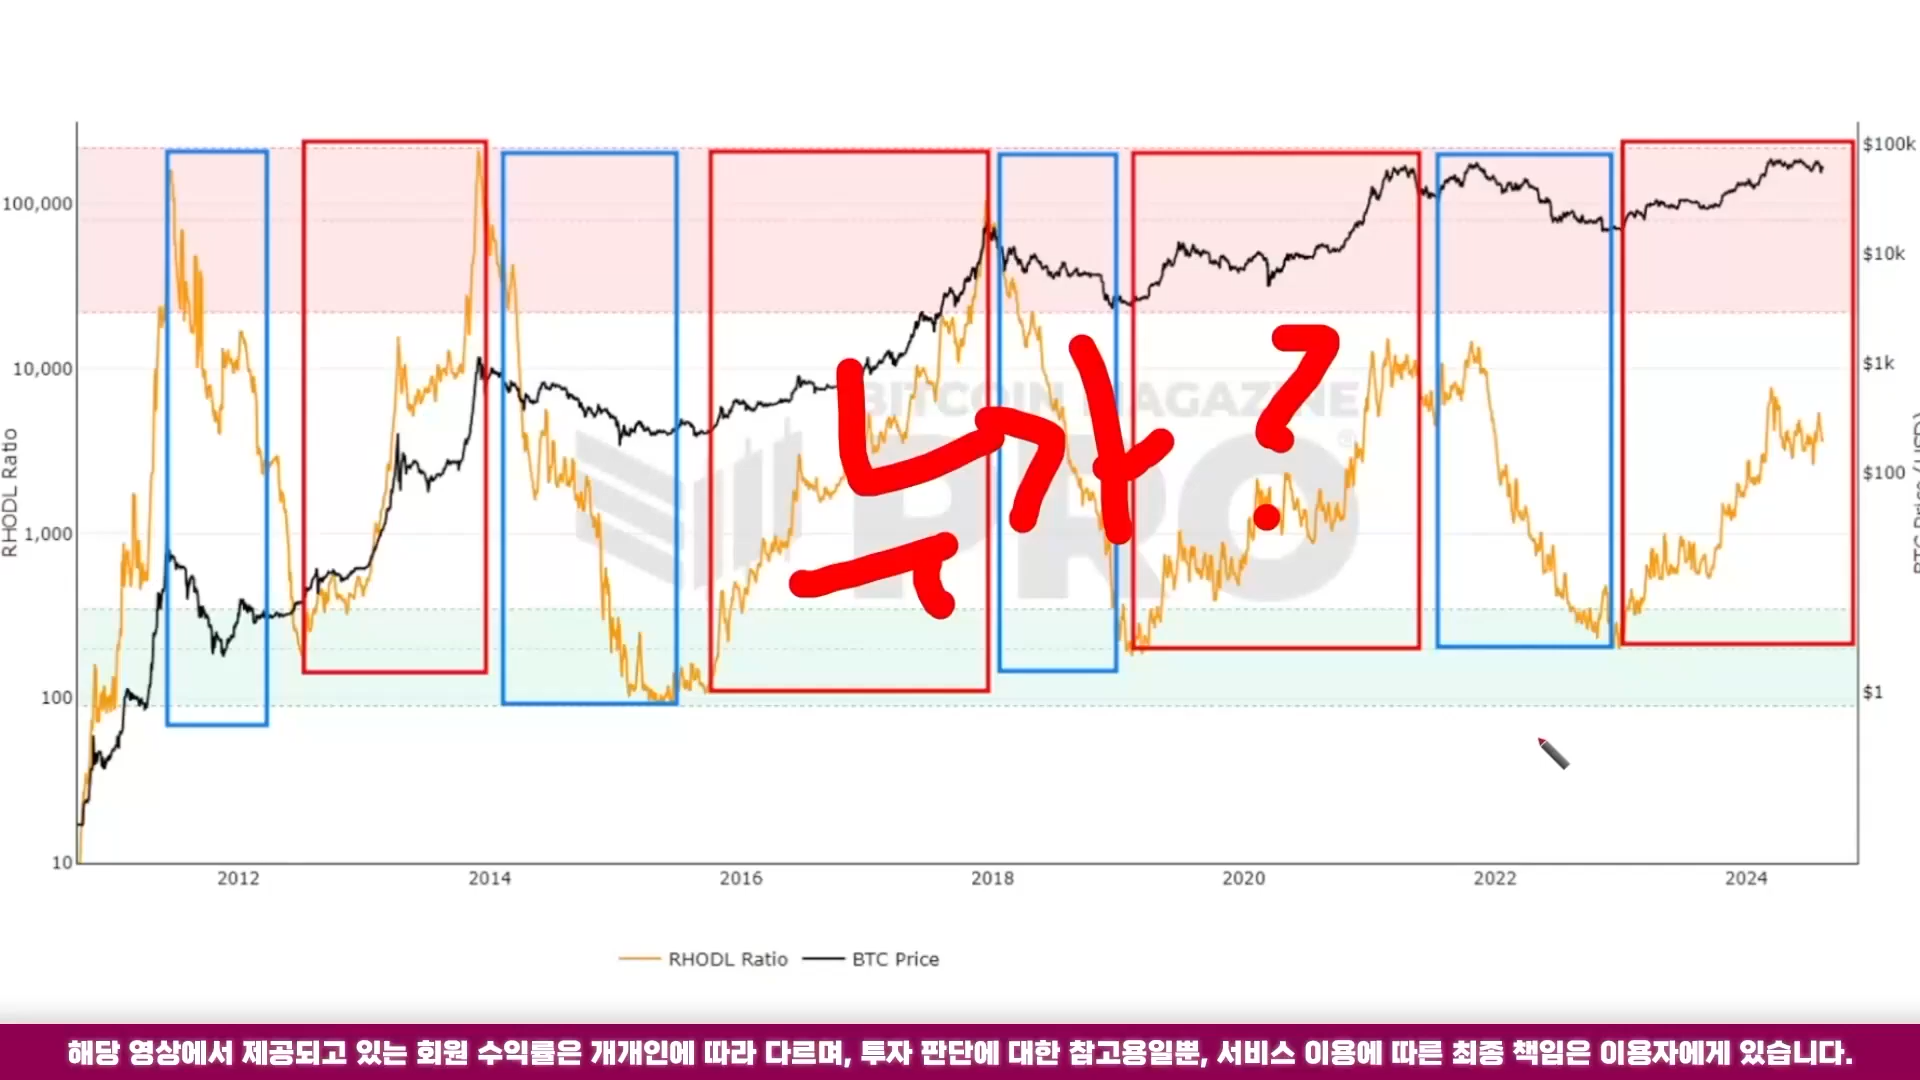 $100k
100,000
$10k
10,000
$1k
BITCOIN MAGAZINE
PRO
®
누가?
RHODL Ratio
$100
1,000
100
$1
10
2012 2014 2016 2018 2020 2022 2024
RHODL Ratio BTC Price
해당 영상에서 제공되고 있는 회원 수익률은 개개인에 따라 다르며, 투자 판단에 대한 참고용일뿐, 서비스 이용에 따른 최종 책임은 이용자에게 있습니다.